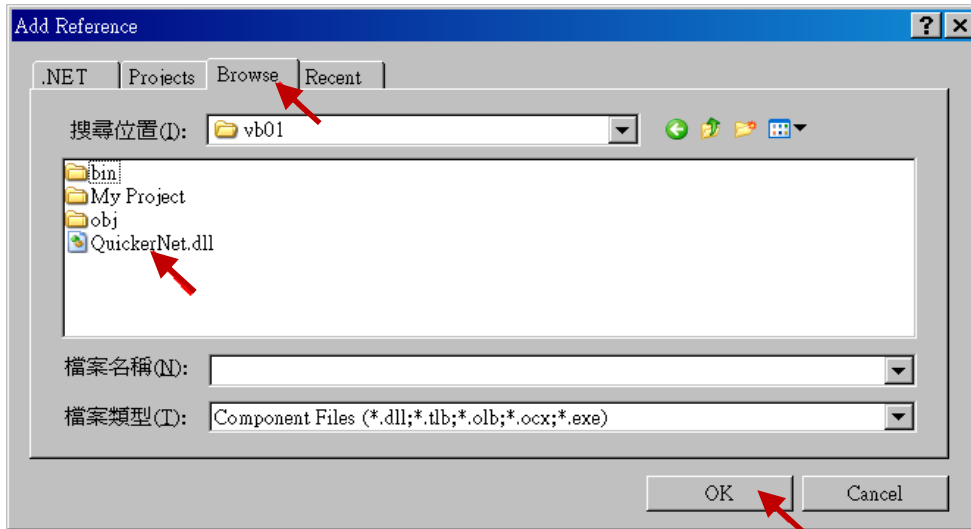 Add Reference
.NET Projects Browse Recent
搜尋位置(I): vb01
bin
My Project
obj
QuickerNet.dll
檔案名稱(N):
檔案類型(T): Component Files (*.dll;*.tlb;*.olb;*.ocx;*.exe)
OK Cancel